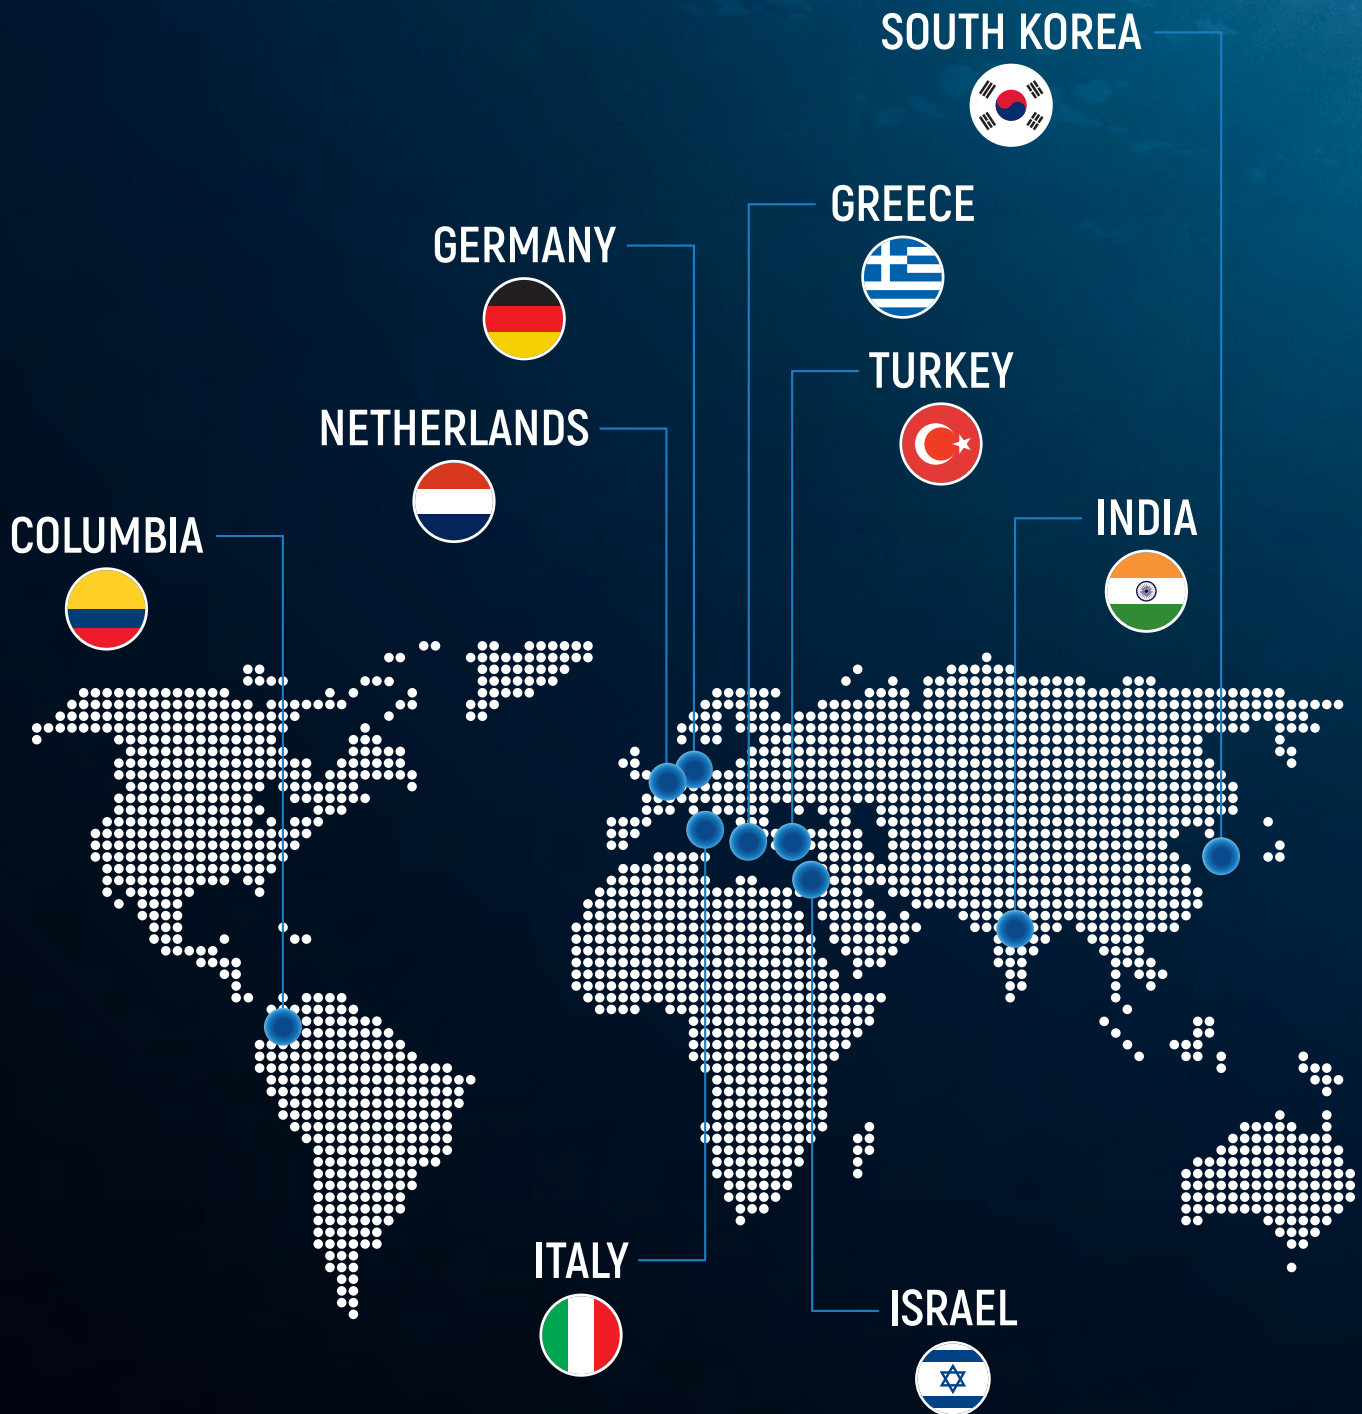 SOUTH KOREA
GREECE
GERMANY
TURKEY
NETHERLANDS
INDIA
COLUMBIA
ITALY
ISRAEL